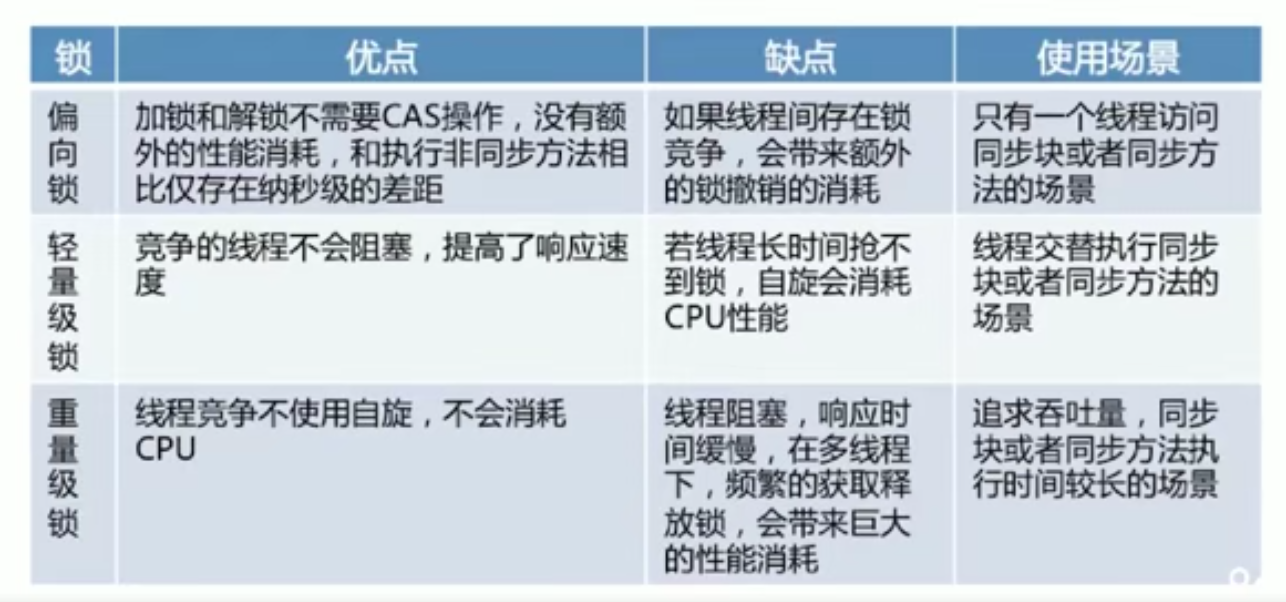 锁 优点 缺点 使用场景
偏向锁
加锁和解锁不需要CAS操作，没有额
外的性能消耗，和执行非同步方法相
比仅存在纳秒级的差距
如果线程间存在锁
竞争，会带来额外
的锁撤销的消耗
只有一个线程访问
同步块或者同步方
法的场景
轻量级锁
竞争的线程不会阻塞，提高了响应速
度
若线程长时间抢不
到锁，自旋会消耗
CPU性能
线程交替执行同步
块或者同步方法的
场景
重量级锁
线程竞争不使用自旋，不会消耗
CPU
线程阻塞，响应时
间缓慢，在多线程
下，频繁的获取释
放锁，会带来巨大
的性能消耗
追求吞吐量，同步
块或者同步方法执
行时间较长的场景